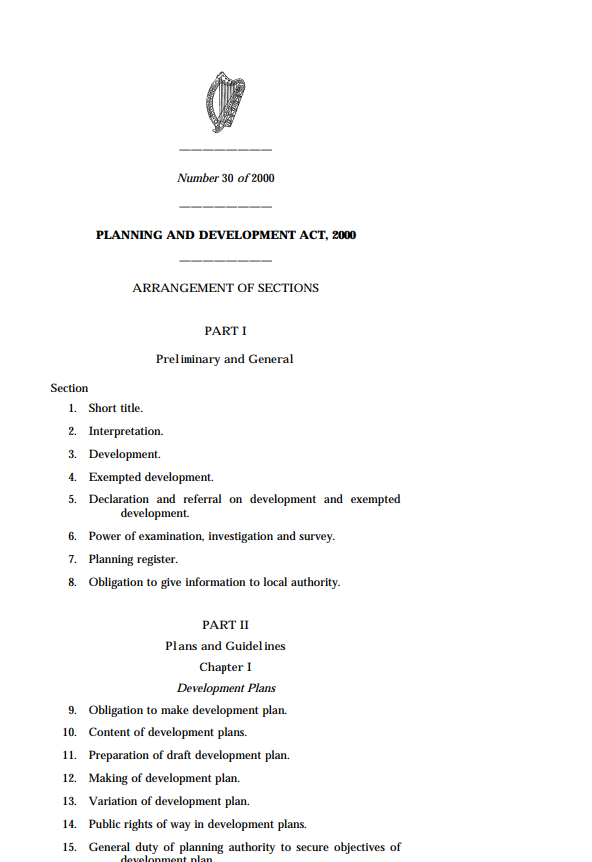 Number 30 of 2000
PLANNING AND DEVELOPMENT ACT, 2000
ARRANGEMENT OF SECTIONS
PART I
Preliminary and General
Section
1. Short title.
2. Interpretation.
3. Development.
4. Exempted development.
5. Declaration and referral on development and exempted
development.
6. Power of examination, investigation and survey.
7. Planning register.
8. Obligation to give information to local authority.
PART II
Plans and Guidelines
Chapter I
Development Plans
9. Obligation to make development plan.
10. Content of development plans.
11. Preparation of draft development plan.
12. Making of development plan.
13. Variation of development plan.
14. Public rights of way in development plans.
15. General duty of planning authority to secure objectives of
development plan.